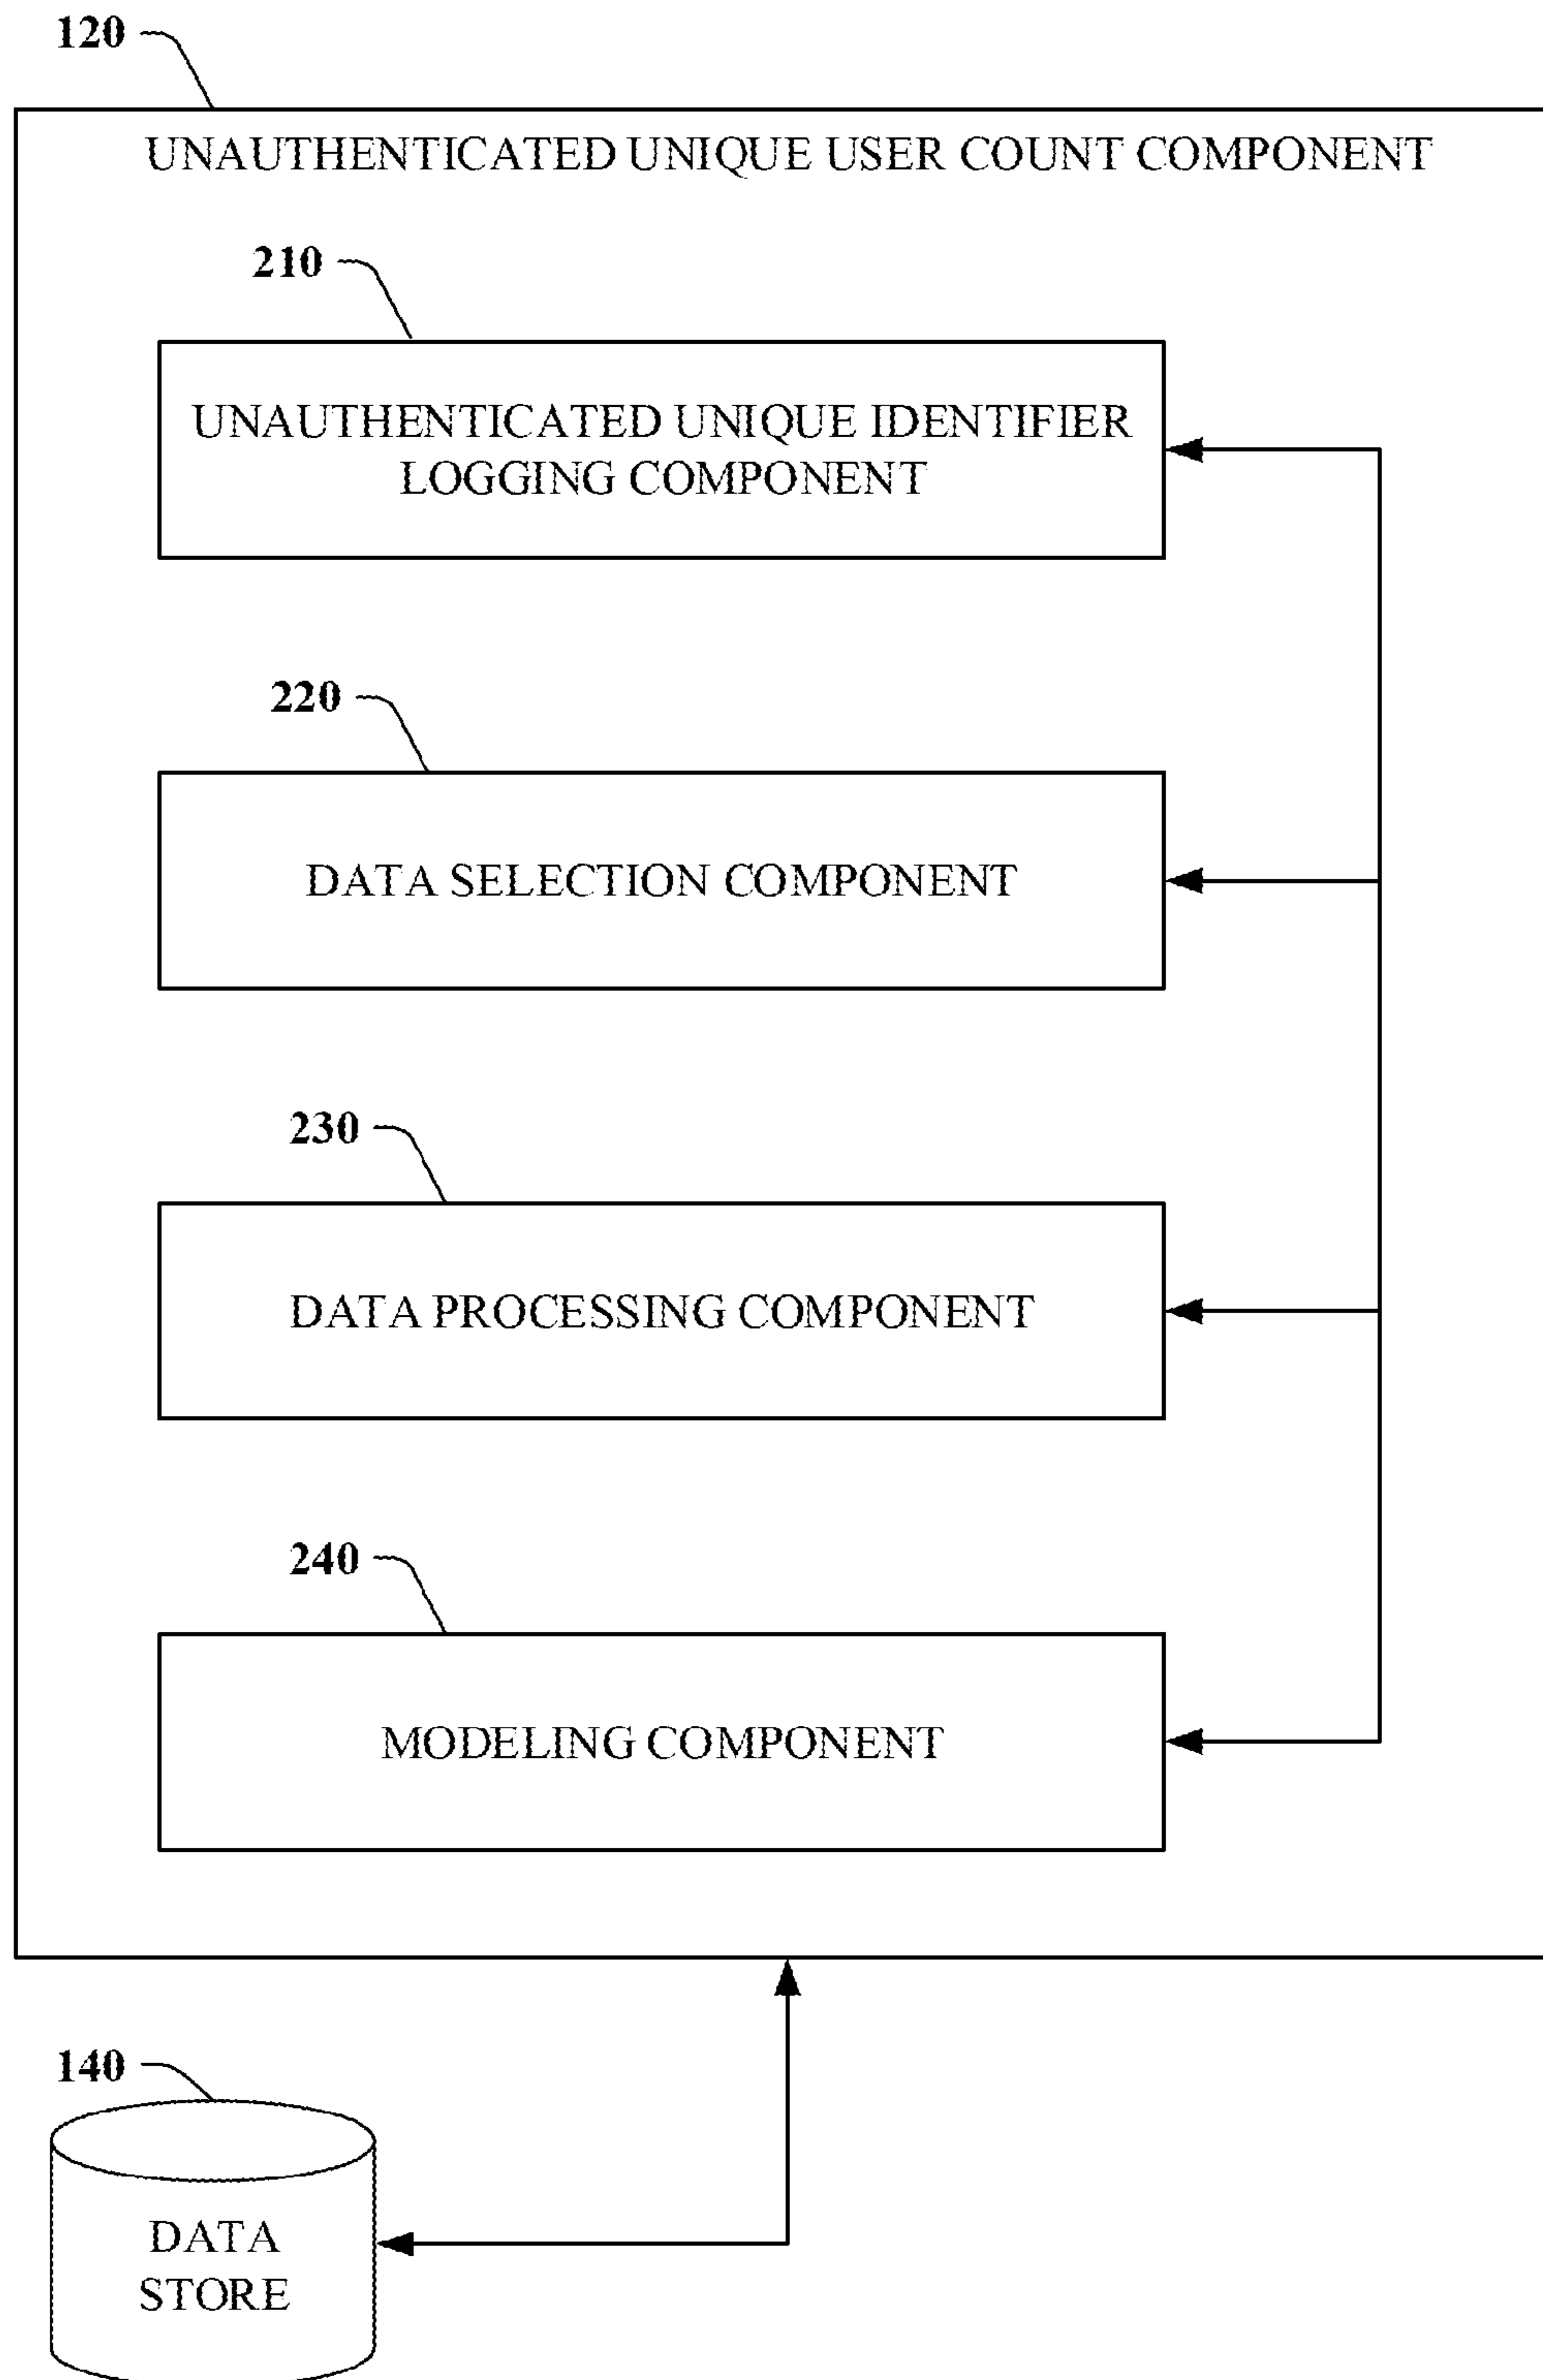 120
UNAUTHENTICATED UNIQUE USER COUNT COMPONENT
210
UNAUTHENTICATED UNIQUE IDENTIFIER
LOGGING COMPONENT
220
DATA SELECTION COMPONENT
230
DATA PROCESSING COMPONENT
240
MODELING COMPONENT
140
DATA
STORE